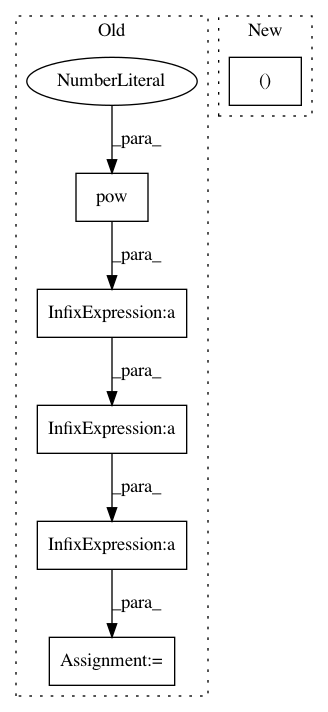 Old
New
NumberLiteral
()
_para_
pow
_para_
InfixExpression:a
_para_
InfixExpression:a
_para_
InfixExpression:a
_para_
Assignment:=